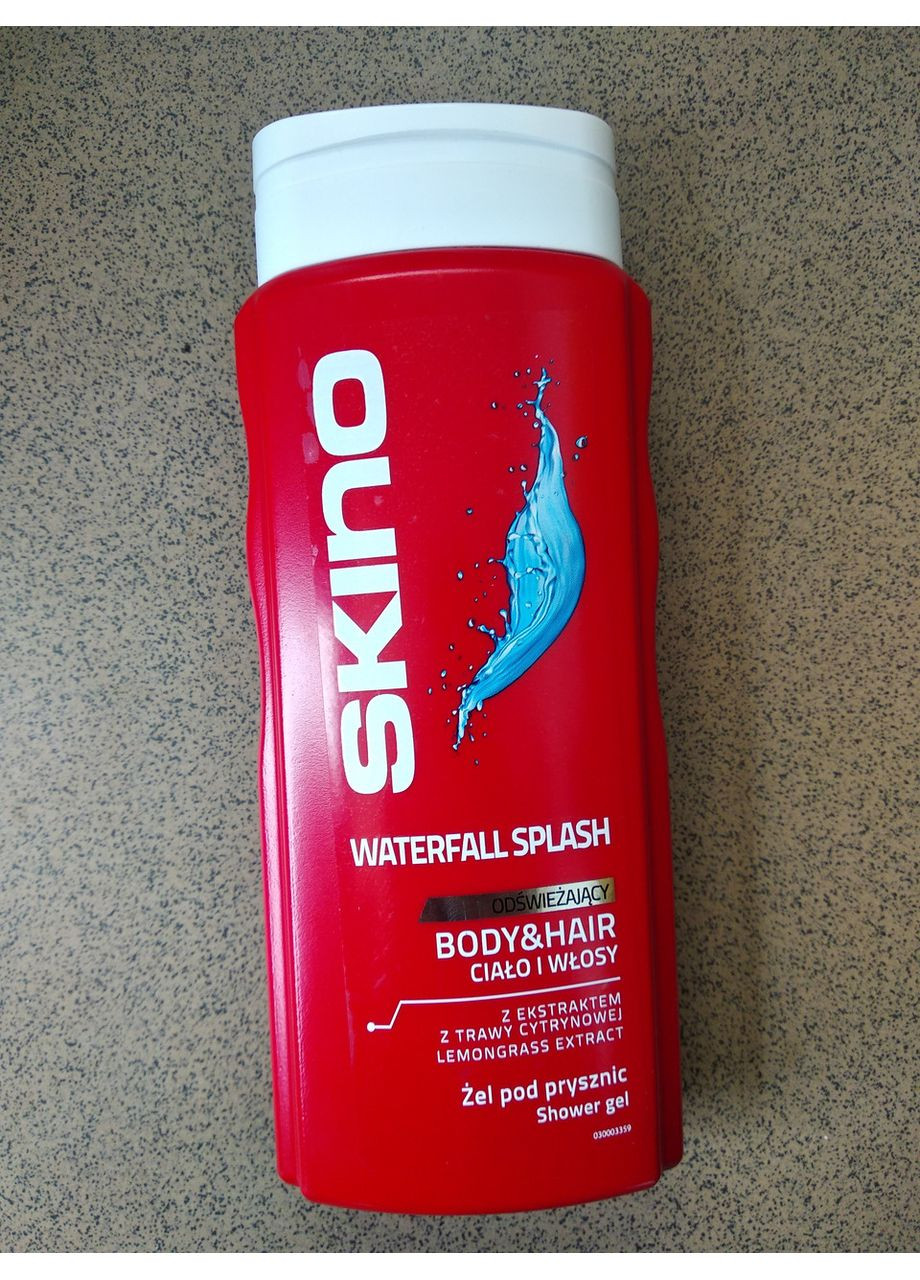 SKINO
WATERFALL SPLASH
ODŚWIEŻAJĄCY
BODY&HAIR
CIAŁO I WŁOSY
Z EKSTRAKTEM
Z TRAWY CYTRYNOWEJ
LEMONGRASS EXTRACT
Żel pod prysznic
Shower gel
030003359